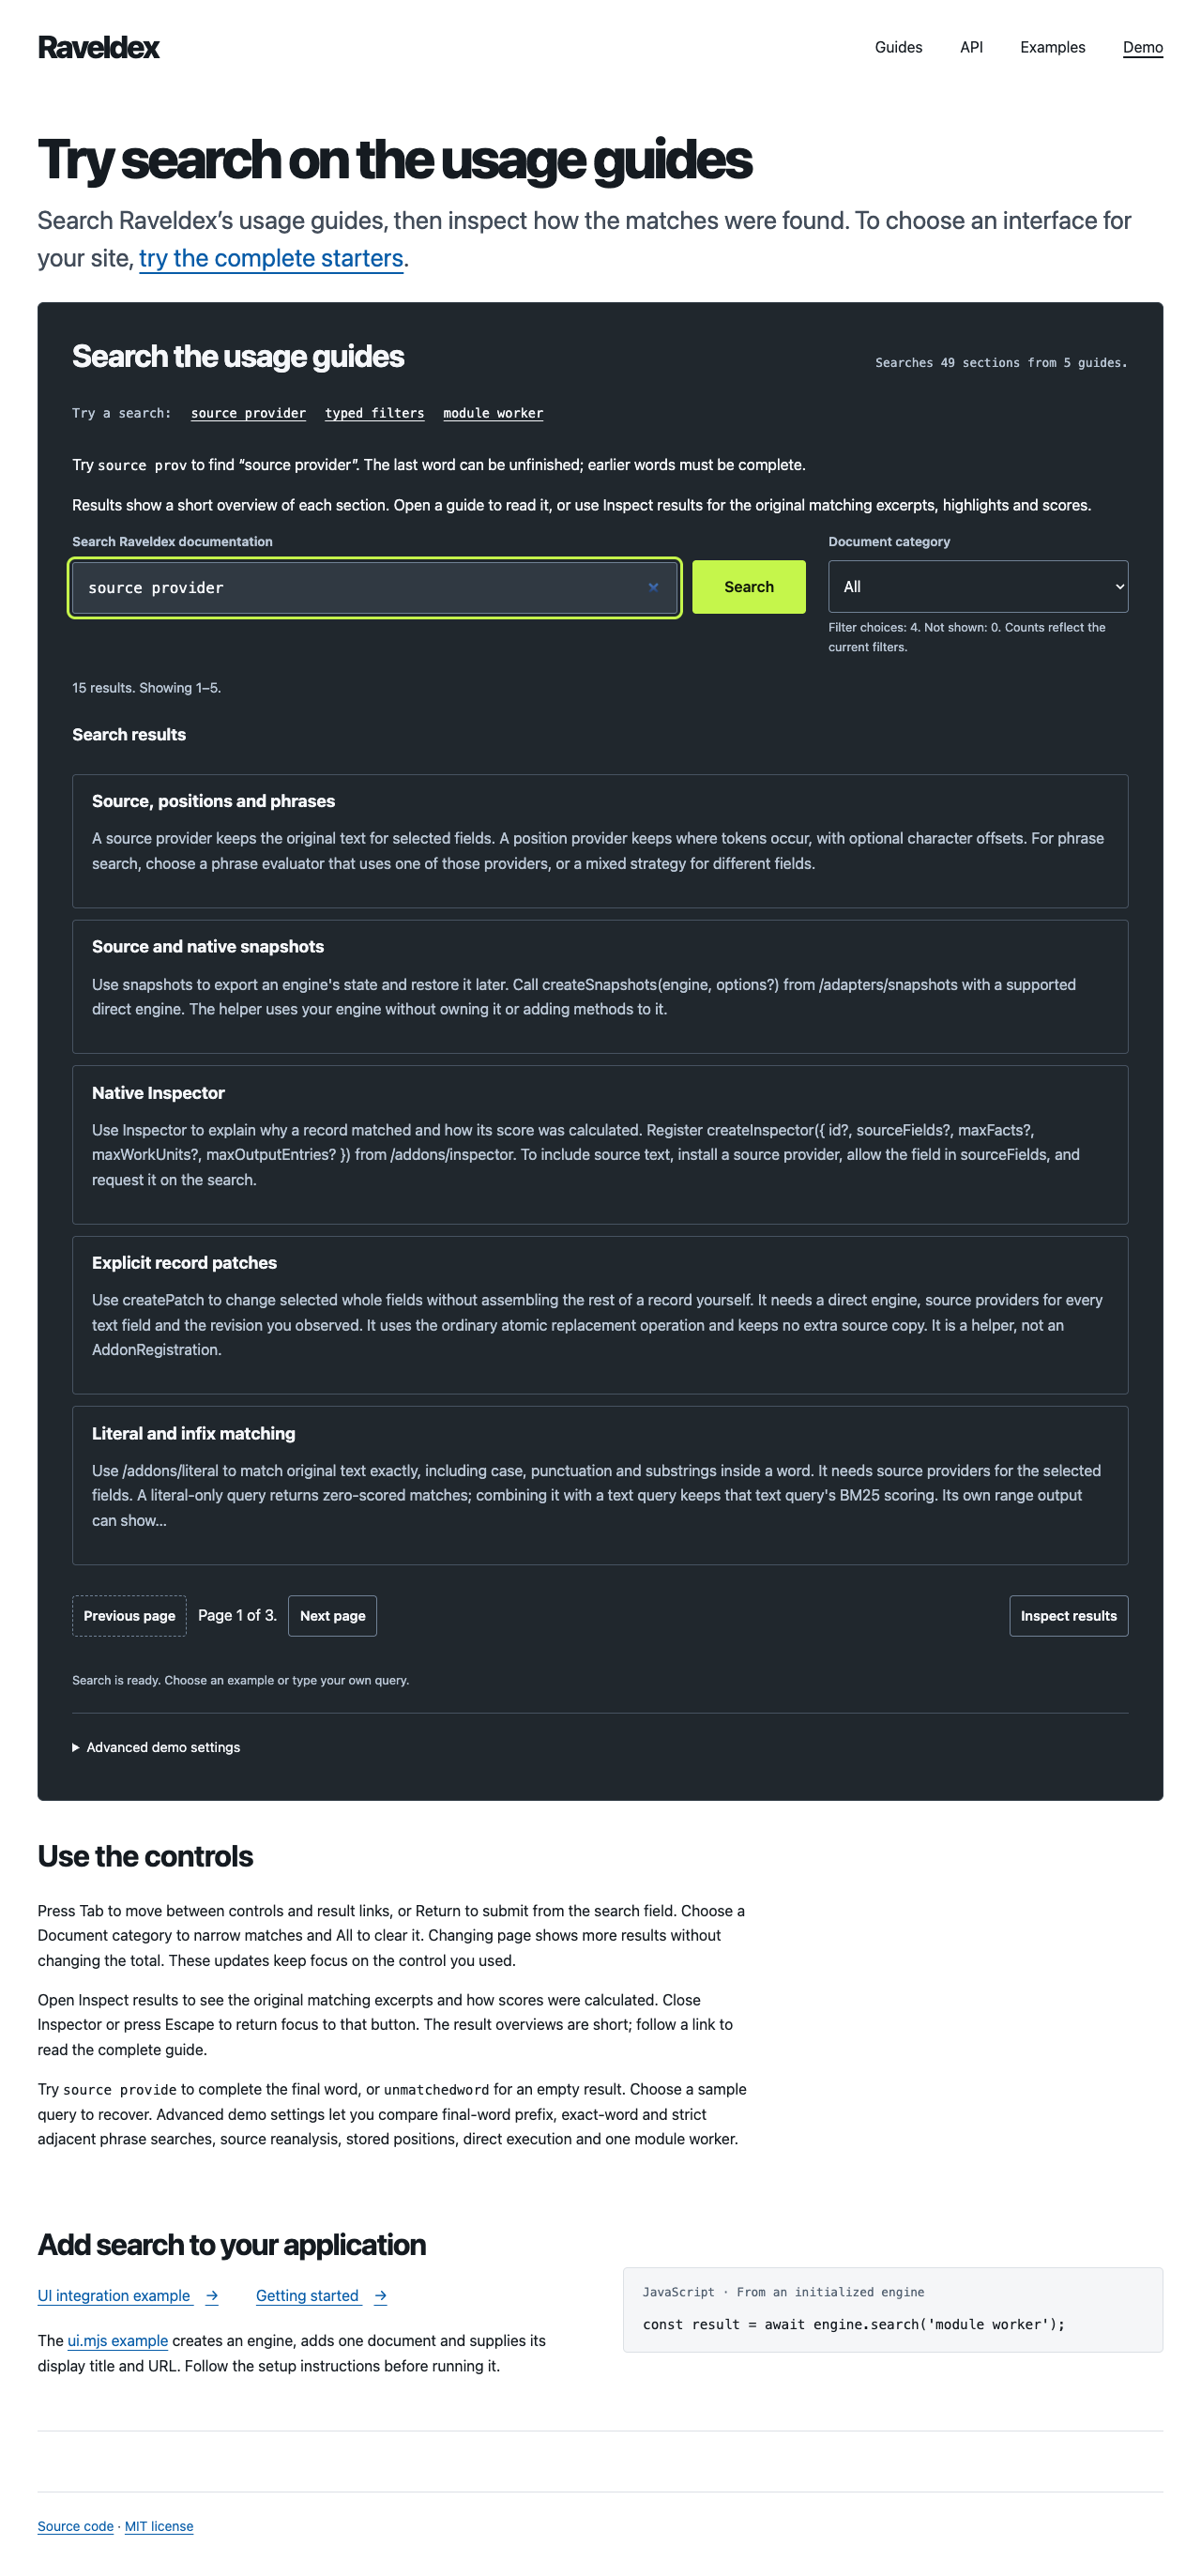 Raveldex
Guides API Examples Demo
Try search on the usage guides
Search Raveldex’s usage guides, then inspect how the matches were found. To choose an interface for
your site, try the complete starters.
Search the usage guides
Searches 49 sections from 5 guides.
Try a search: source provider typed filters module worker
Try source prov to find “source provider”. The last word can be unfinished; earlier words must be complete.
Results show a short overview of each section. Open a guide to read it, or use Inspect results for the original matching excerpts, highlights and scores.
Search Raveldex documentation
source provider
Search
Document category
All
Filter choices: 4. Not shown: 0. Counts reflect the
current filters.
15 results. Showing 1–5.
Search results
Source, positions and phrases
A source provider keeps the original text for selected fields. A position provider keeps where tokens occur, with optional character offsets. For phrase
search, choose a phrase evaluator that uses one of those providers, or a mixed strategy for different fields.
Source and native snapshots
Use snapshots to export an engine's state and restore it later. Call createSnapshots(engine, options?) from /adapters/snapshots with a supported
direct engine. The helper uses your engine without owning it or adding methods to it.
Native Inspector
Use Inspector to explain why a record matched and how its score was calculated. Register createInspector({ id?, sourceFields?, maxFacts?,
maxWorkUnits?, maxOutputEntries? }) from /addons/inspector. To include source text, install a source provider, allow the field in sourceFields, and
request it on the search.
Explicit record patches
Use createPatch to change selected whole fields without assembling the rest of a record yourself. It needs a direct engine, source providers for every
text field and the revision you observed. It uses the ordinary atomic replacement operation and keeps no extra source copy. It is a helper, not an
AddonRegistration.
Literal and infix matching
Use /addons/literal to match original text exactly, including case, punctuation and substrings inside a word. It needs source providers for the selected
fields. A literal-only query returns zero-scored matches; combining it with a text query keeps that text query's BM25 scoring. Its own range output
can show...
Previous page Page 1 of 3. Next page Inspect results
Search is ready. Choose an example or type your own query.
Advanced demo settings
Use the controls
Press Tab to move between controls and result links, or Return to submit from the search field. Choose a
Document category to narrow matches and All to clear it. Changing page shows more results without
changing the total. These updates keep focus on the control you used.
Open Inspect results to see the original matching excerpts and how scores were calculated. Close
Inspector or press Escape to return focus to that button. The result overviews are short; follow a link to
read the complete guide.
Try source provide to complete the final word, or unmatchedword for an empty result. Choose a sample
query to recover. Advanced demo settings let you compare final-word prefix, exact-word and strict
adjacent phrase searches, source reanalysis, stored positions, direct execution and one module worker.
Add search to your application
UI integration example → Getting started →
The ui.mjs example creates an engine, adds one document and supplies its
display title and URL. Follow the setup instructions before running it.
JavaScript · From an initialized engine
const result = await engine.search('module worker');
Source code · MIT license